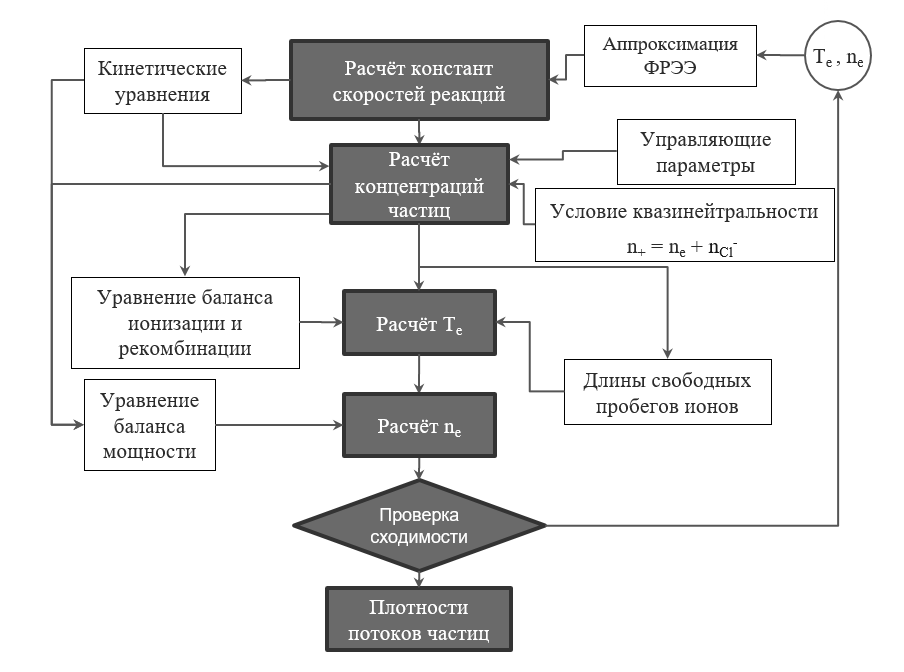 Расчёт констант
скоростей реакций
Аппроксимация
ФРЭЭ
Tₑ , nₑ
Кинетические
уравнения
Расчёт
концентраций
частиц
Управляющие
параметры
Условие квазинейтральности
n₊ = nₑ + n_Cl⁻
Уравнение баланса
ионизации и
рекомбинации
Расчёт Tₑ
Длины свободных
пробегов ионов
Уравнение
баланса
мощности
Расчёт nₑ
Проверка
сходимости
Плотности
потоков частиц